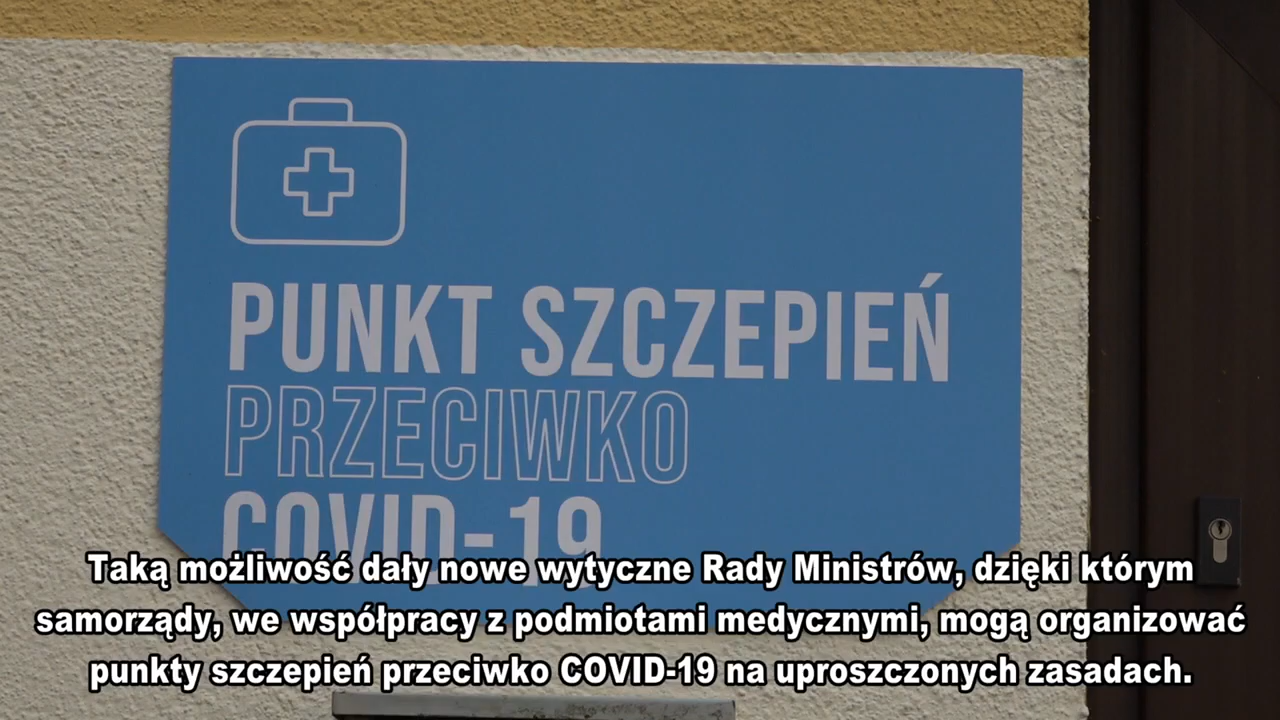 PUNKT SZCZEPIEŃ
PRZECIWKO
COVID-19
Taką możliwość dały nowe wytyczne Rady Ministrów, dzięki którym
samorządy, we współpracy z podmiotami medycznymi, mogą organizować
punkty szczepień przeciwko COVID-19 na uproszczonych zasadach.